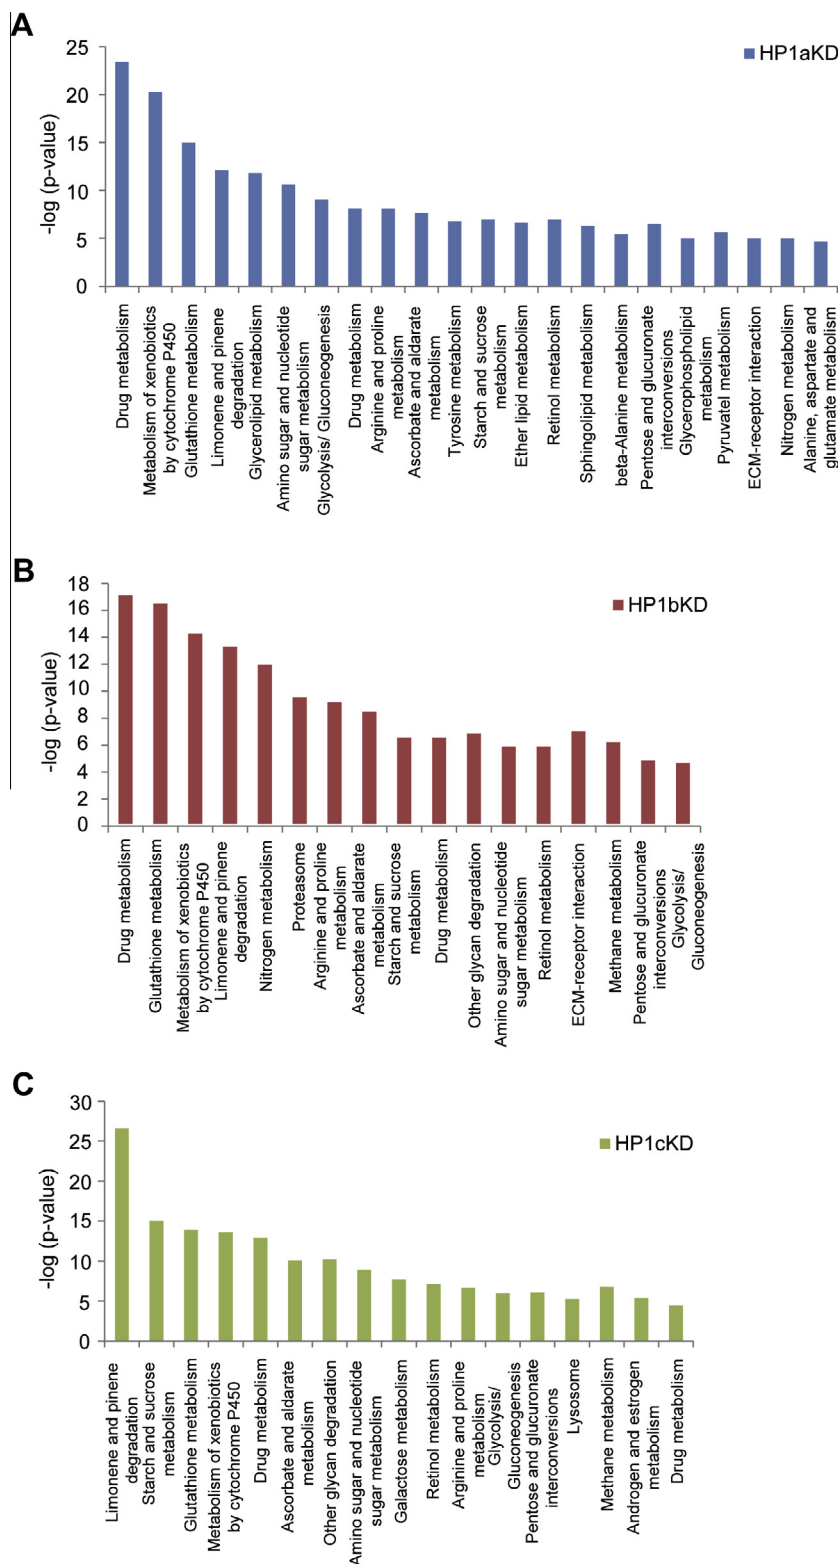 A
HP1aKD
-log (p-value)
25
20
15
10
5
0
Drug metabolism
Metabolism of xenobiotics
by cytochrome P450
Glutathione metabolism
Limonene and pinene
degradation
Glycerolipid metabolism
Amino sugar and nucleotide
sugar metabolism
Glycolysis/ Gluconeogenesis
Drug metabolism
Arginine and proline
metabolism
Ascorbate and aldarate
metabolism
Tyrosine metabolism
Starch and sucrose
metabolism
Ether lipid metabolism
Retinol metabolism
Sphingolipid metabolism
beta-Alanine metabolism
Pentose and glucuronate
interconversions
Glycerophospholipid
metabolism
Pyruvatel metabolism
ECM-receptor interaction
Nitrogen metabolism
Alanine, aspartate and
glutamate metabolism
B
HP1bKD
-log (p-value)
18
16
14
12
10
8
6
4
2
0
Drug metabolism
Glutathione metabolism
Metabolism of xenobiotics
by cytochrome P450
Limonene and pinene
degradation
Nitrogen metabolism
Proteasome
Arginine and proline
metabolism
Ascorbate and aldarate
metabolism
Starch and sucrose
metabolism
Drug metabolism
Other glycan degradation
Amino sugar and nucleotide
sugar metabolism
Retinol metabolism
ECM-receptor interaction
Methane metabolism
Pentose and glucuronate
interconversions
Glycolysis/
Gluconeogenesis
C
HP1cKD
-log (p-value)
30
25
20
15
10
5
0
Limonene and pinene
degradation
Starch and sucrose
metabolism
Glutathione metabolism
Metabolism of xenobiotics
by cytochrome P450
Drug metabolism
Ascorbate and aldarate
metabolism
Other glycan degradation
Amino sugar and nucleotide
sugar metabolism
Galactose metabolism
Retinol metabolism
Arginine and proline
metabolism
Glycolysis/
Gluconeogenesis
Pentose and glucuronate
interconversions
Lysosome
Methane metabolism
Androgen and estrogen
metabolism
Drug metabolism